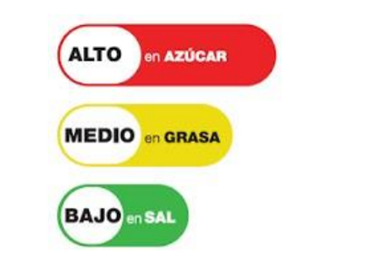 ALTO en AZÚCAR
MEDIO en GRASA
BAJO en SAL